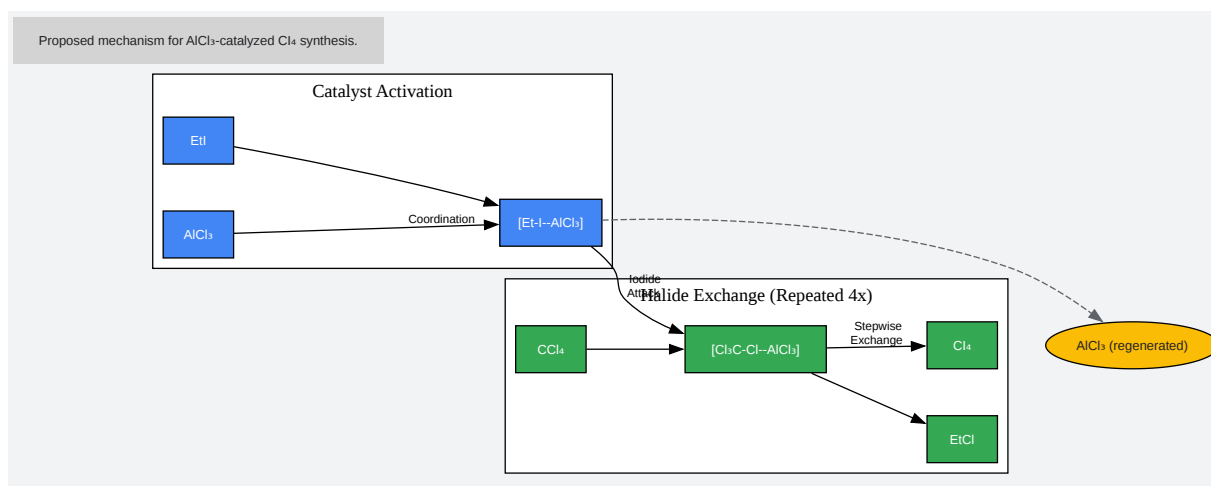 Proposed mechanism for AlCl₃-catalyzed CI₄ synthesis.
Catalyst Activation
EtI
AlCl₃
Coordination
[Et-I--AlCl₃]
Iodide
Attack
Halide Exchange (Repeated 4x)
CCl₄
[Cl₃C-Cl--AlCl₃]
Stepwise
Exchange
CI₄
EtCl
AlCl₃ (regenerated)